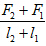 F₂ + F₁
l₂ + l₁